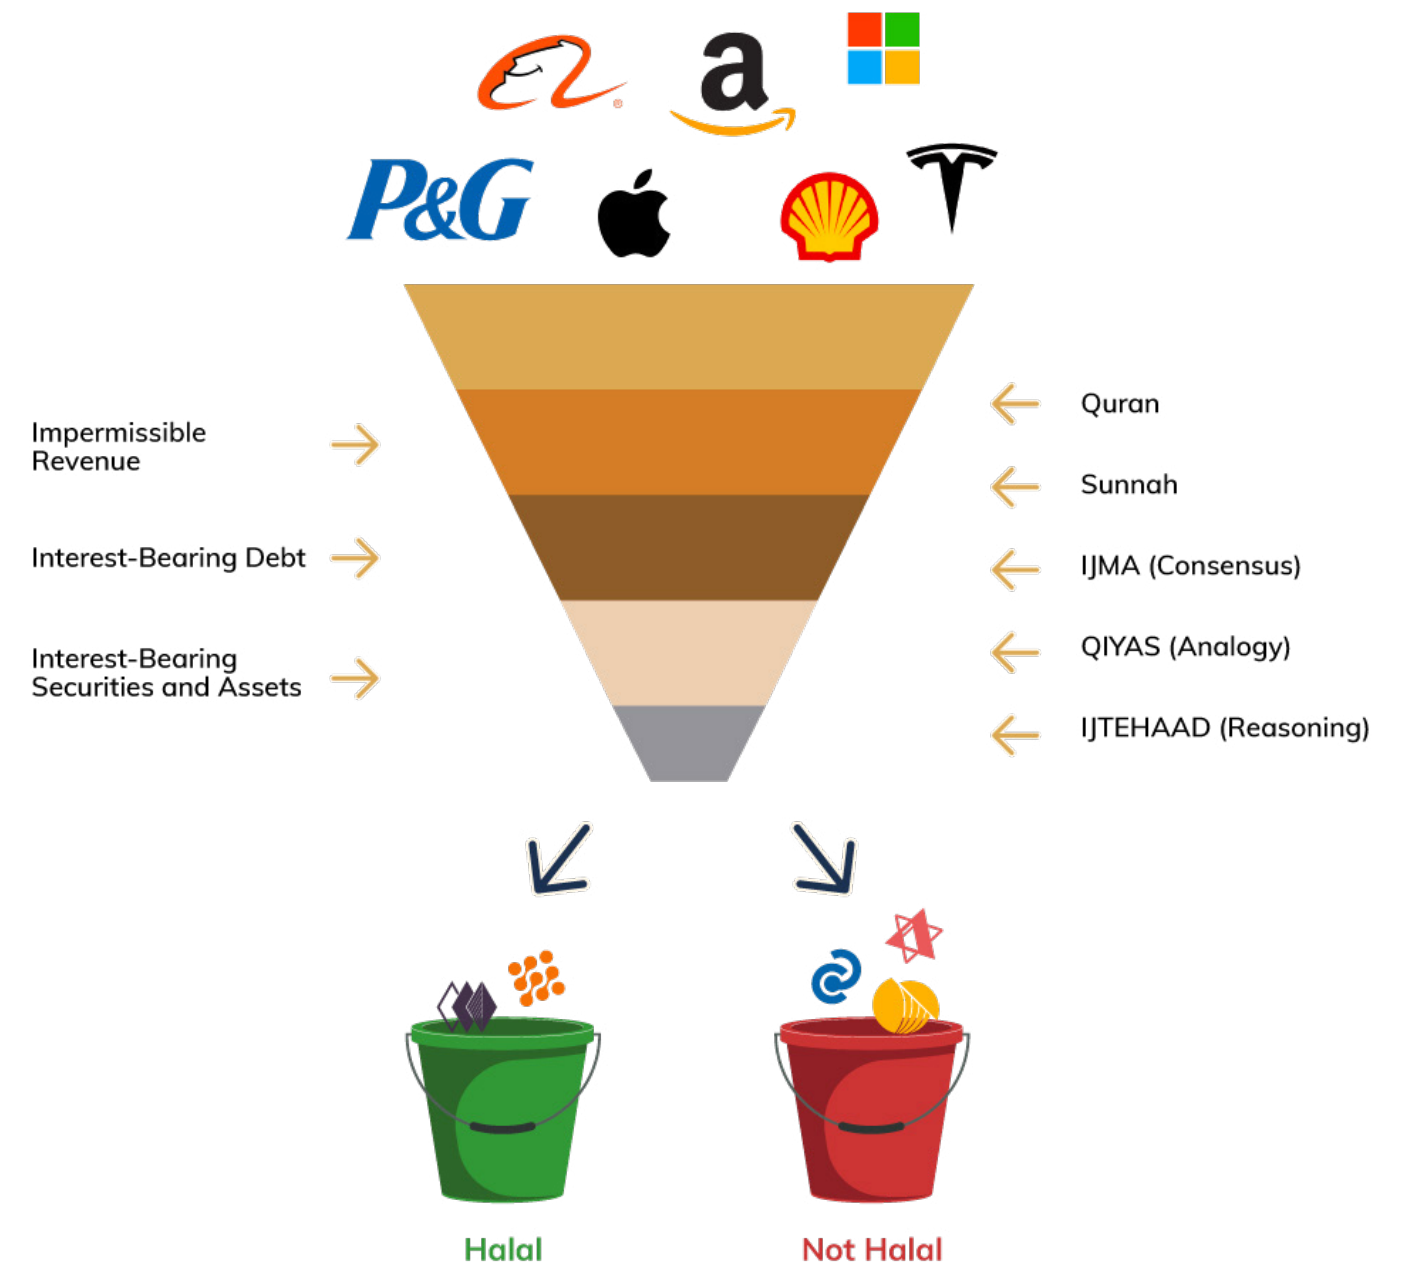 a
®
P&G
Impermissible
Revenue
Interest-Bearing Debt
Interest-Bearing
Securities and Assets
Quran
Sunnah
IJMA (Consensus)
QIYAS (Analogy)
IJTEHAAD (Reasoning)
Halal
Not Halal